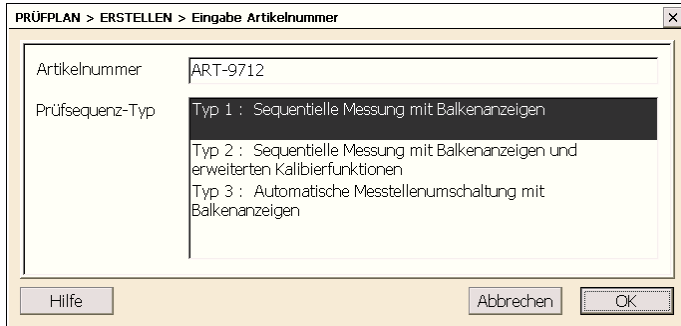 PRÜFPLAN > ERSTELLEN > Eingabe Artikelnummer
Artikelnummer ART-9712
Prüfsequenz-Typ Typ 1 : Sequentielle Messung mit Balkenanzeigen
Typ 2 : Sequentielle Messung mit Balkenanzeigen und
erweiterten Kalibierfunktionen
Typ 3 : Automatische Messtellenumschaltung mit
Balkenanzeigen
Hilfe Abbrechen OK